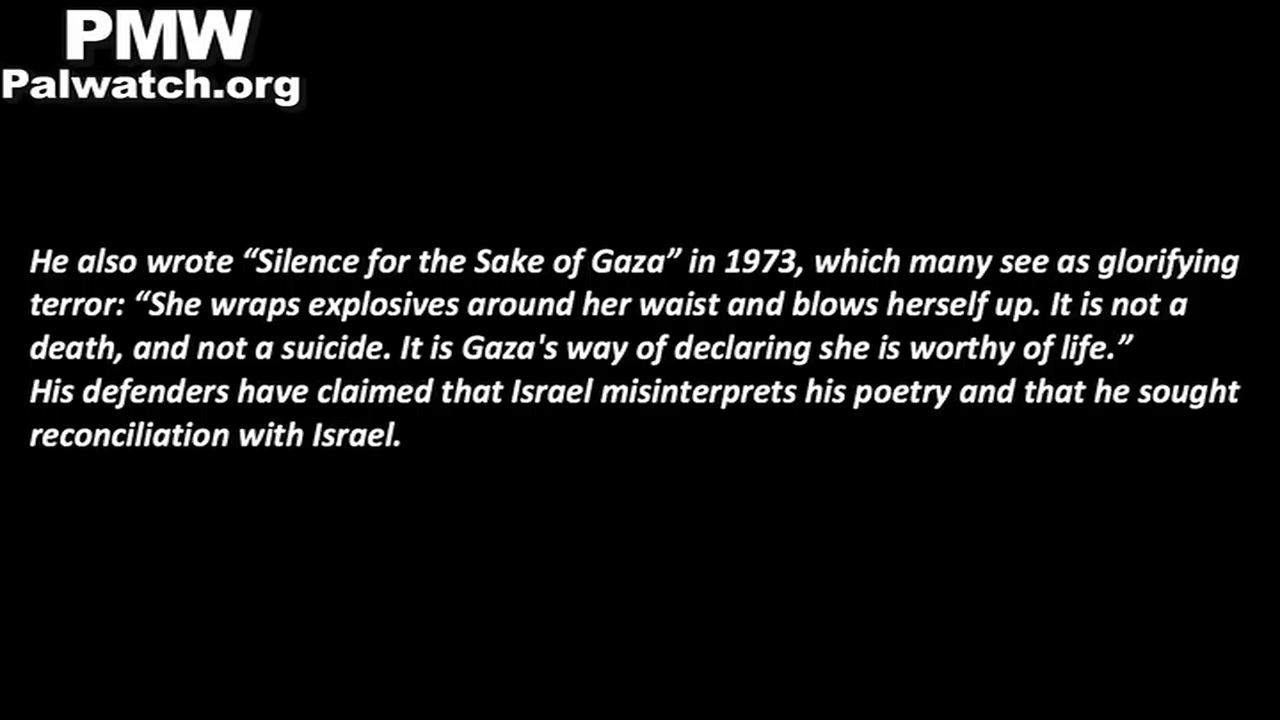 PMW
Palwatch.org
He also wrote “Silence for the Sake of Gaza” in 1973, which many see as glorifying
terror: “She wraps explosives around her waist and blows herself up. It is not a
death, and not a suicide. It is Gaza's way of declaring she is worthy of life.”
His defenders have claimed that Israel misinterprets his poetry and that he sought
reconciliation with Israel.